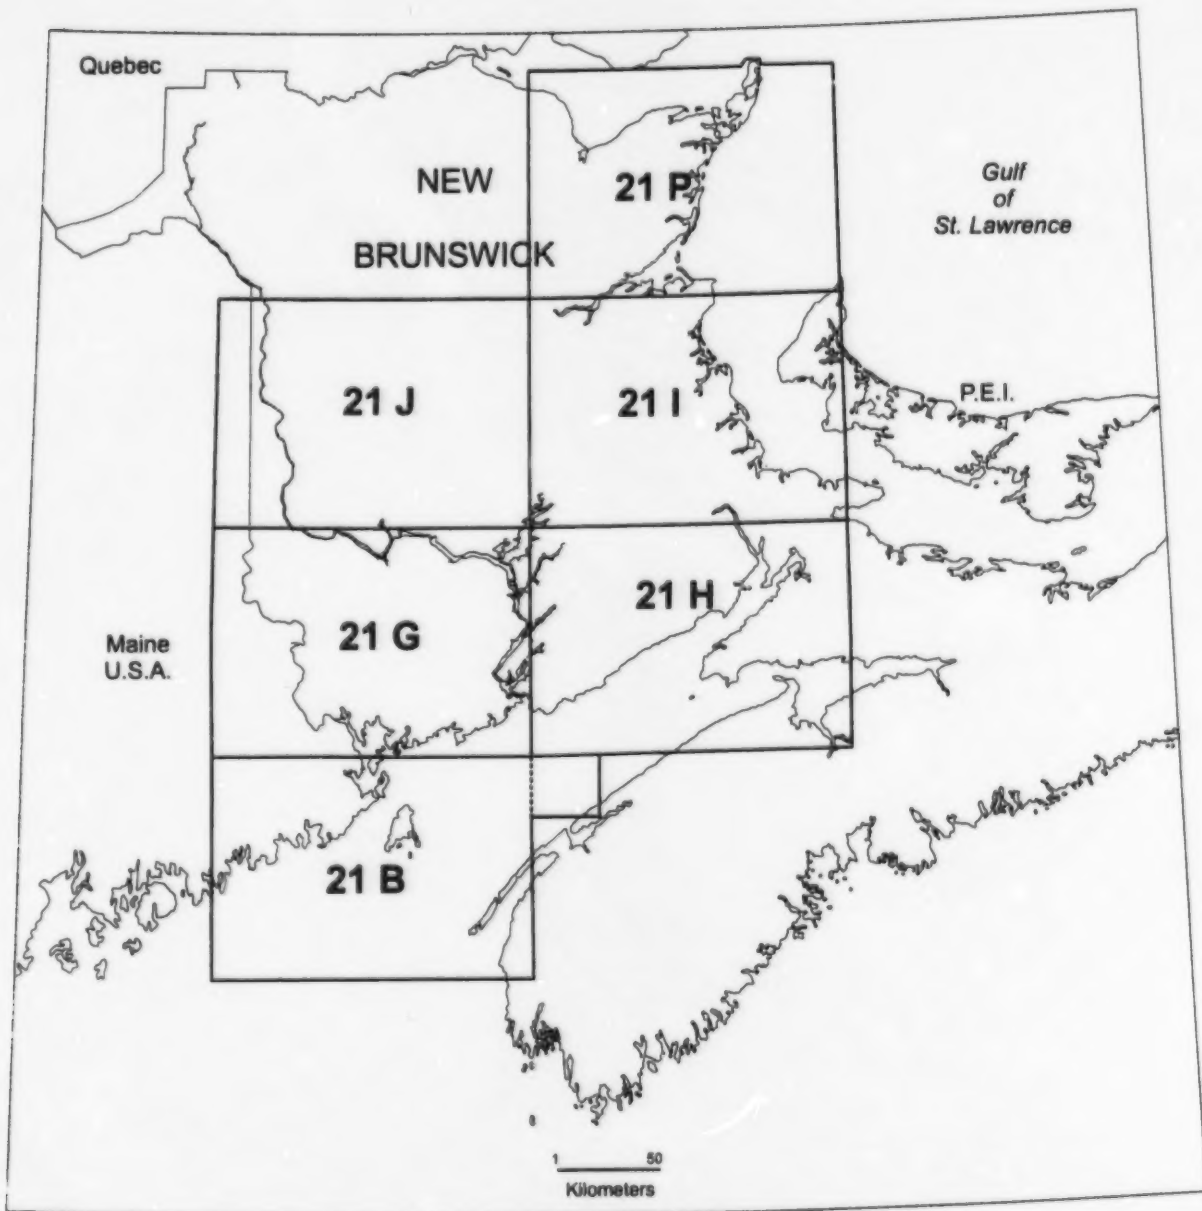 Quebec
NEW
BRUNSWICK
21 P
Gulf
of
St. Lawrence
21 J
21 I
P.E.I.
21 G
21 H
Maine
U.S.A.
21 B
1 50
Kilometers